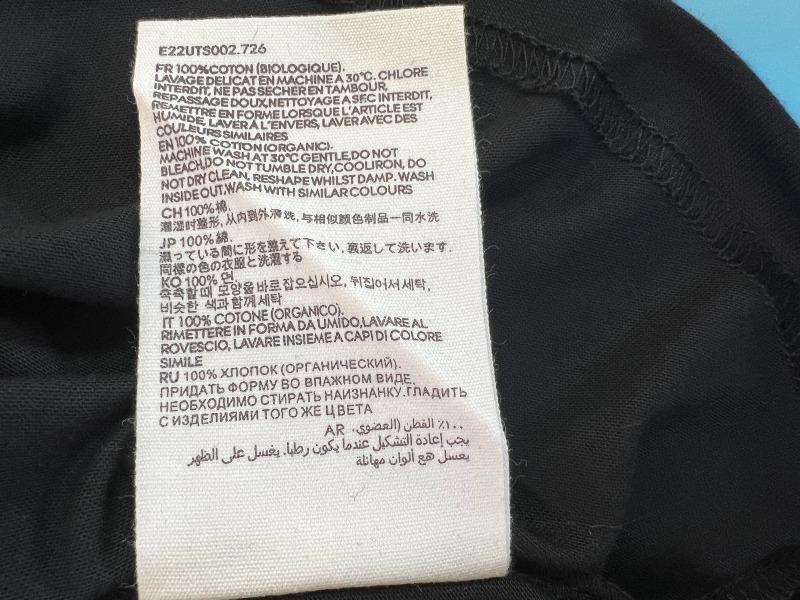 E22UTS002.726
FR 100%COTON (BIOLOGIQUE).
LAVAGE DELICAT EN MACHINE A 30°C. CHLORE
INTERDIT, NE PAS SECHER EN TAMBOUR,
REPASSAGE DOUX,NETTOYAGE A SEC INTERDIT,
REMETTRE EN FORME LORSQUE L'ARTICLE EST
HUMIDE, LAVER À L'ENVERS, LAVER AVEC DES
COULEURS SIMILAIRES
EN 100% COTTON (ORGANIC).
MACHINE WASH AT 30°C GENTLE,DO NOT
BLEACH,DO NOT TUMBLE DRY,COOL IRON, DO
NOT DRY CLEAN, RESHAPE WHILST DAMP. WASH
INSIDE OUT,WASH WITH SIMILAR COLOURS
CH 100%棉.
潮湿时整形,从内到外清洗,与相似颜色制品一同水洗
JP 100%綿.
濕っている間に形を整えて下さい,裏返して洗います.
同樣の色の衣服と洗濯する
KO 100% 면.
축축할때 모양을 바로 잡으십시오, 뒤집어서 세탁,
비슷한 색과 함께 세탁
IT 100% COTONE (ORGANICO).
RIMETTERE IN FORMA DA UMIDO,LAVARE AL
ROVESCIO, LAVARE INSIEME A CAPI DI COLORE
SIMILE
RU 100% ХЛОПОК (ОРГАНИЧЕСКИЙ).
ПРИДАТЬ ФОРМУ ВО ВПАЖНОМ ВИДЕ,
НЕОБХОДИМО СТИРАТЬ НАИЗНАНКУ.ГЛАДИТЬ
С ИЗДЕЛИЯМИ ТОГО ЖЕ ЦВЕТА
AR .١٠٠٪ القطن (العضوي
يجب إعادة التشكيل عندما يكون رطبا. يغسل على الظهر
يعسل هع ألوان مهاثلة